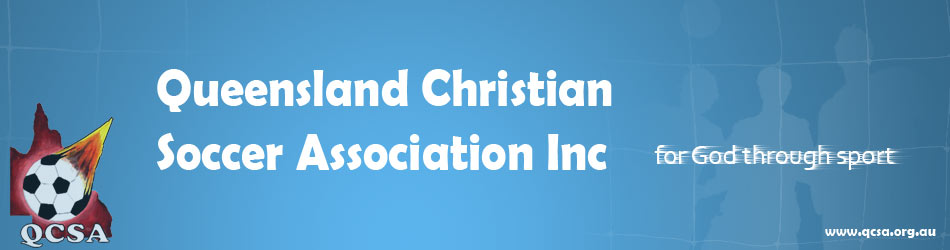 Queensland Christian
Soccer Association Inc
for God through sport
QCSA
www.qcsa.org.au